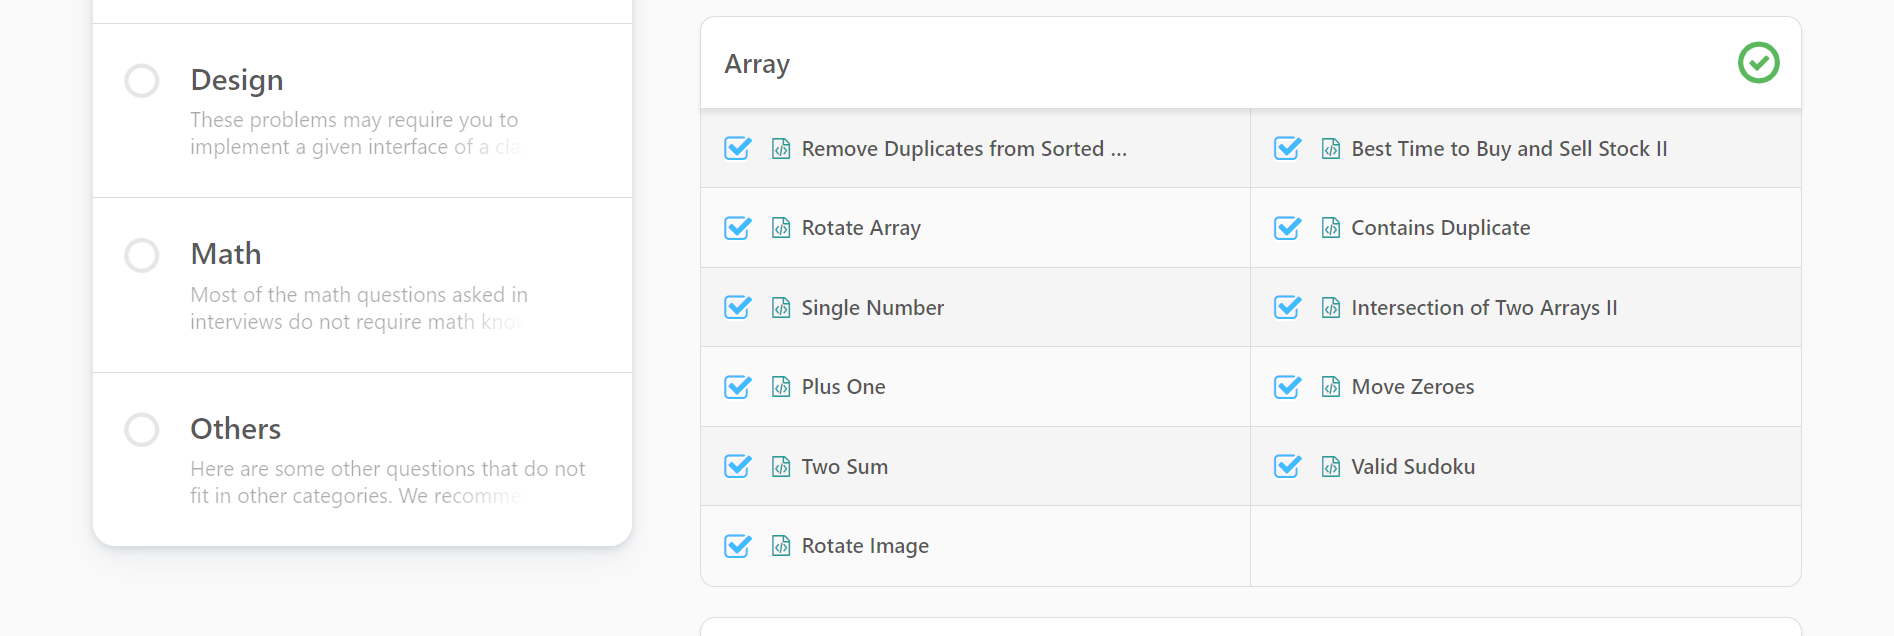 Design
These problems may require you to
implement a given interface of a cla
Math
Most of the math questions asked in
interviews do not require math know
Others
Here are some other questions that do not
fit in other categories. We recomme
Array
Remove Duplicates from Sorted ...
Best Time to Buy and Sell Stock II
Rotate Array
Contains Duplicate
Single Number
Intersection of Two Arrays II
Plus One
Move Zeroes
Two Sum
Valid Sudoku
Rotate Image